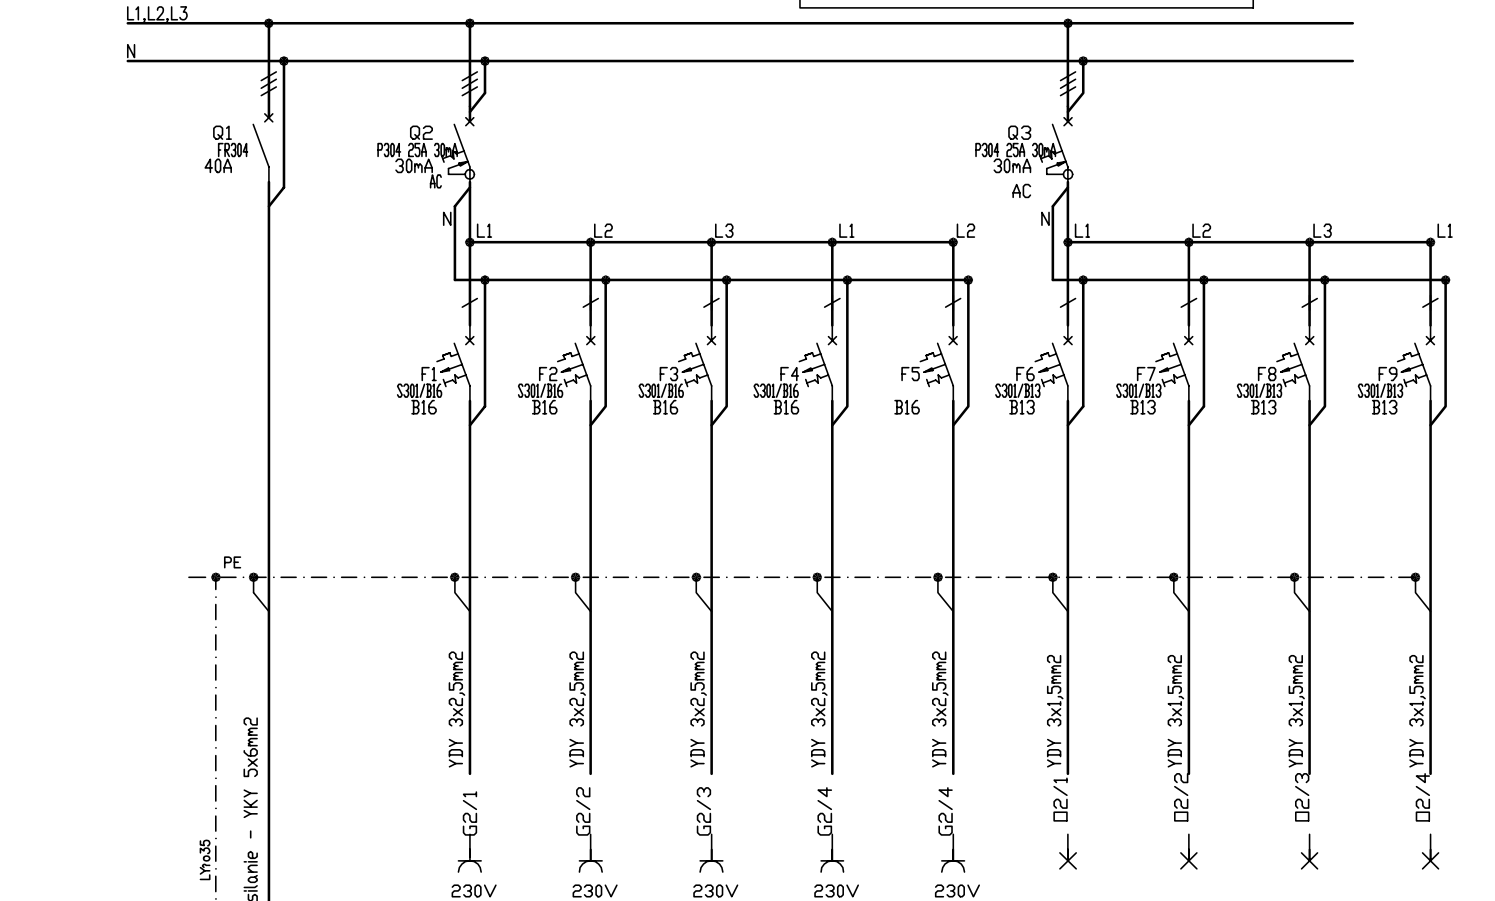 L1,L2,L3
N
Q1
FR304
40A
Q2
P304 25A 30mA
30mA
AC
Q3
P304 25A 30mA
30mA
AC
N
L1
L2
L3
L1
L2
N
L1
L2
L3
L1
F1
S301/B16
B16
F2
S301/B16
B16
F3
S301/B16
B16
F4
S301/B16
B16
F5
B16
F6
S301/B13
B13
F7
S301/B13
B13
F8
S301/B13
B13
F9
S301/B13
B13
PE
silanie - YKY 5x6mm2
YDY 3x2,5mm2
YDY 3x2,5mm2
YDY 3x2,5mm2
YDY 3x2,5mm2
YDY 3x2,5mm2
YDY 3x1,5mm2
YDY 3x1,5mm2
YDY 3x1,5mm2
YDY 3x1,5mm2
G2/1
G2/2
G2/3
G2/4
G2/4
O2/1
O2/2
O2/3
O2/4
230V
230V
230V
230V
230V